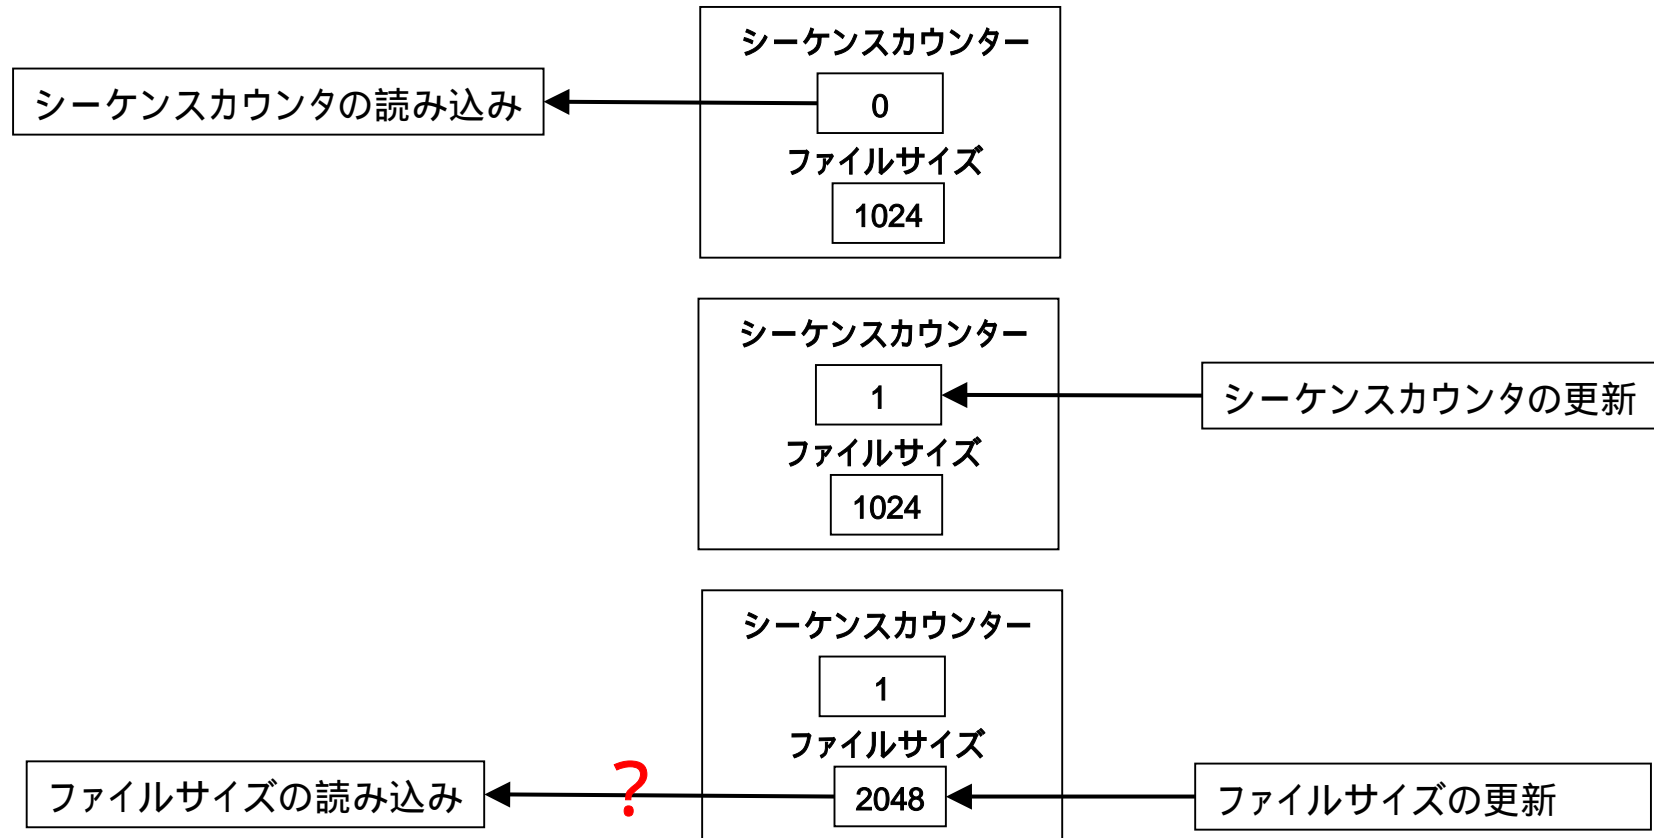 シーケンスカウンター
シーケンスカウンタの読み込み
0
ファイルサイズ
1024
シーケンスカウンター
1
シーケンスカウンタの更新
ファイルサイズ
1024
シーケンスカウンター
1
ファイルサイズ
ファイルサイズの読み込み
?
2048
ファイルサイズの更新